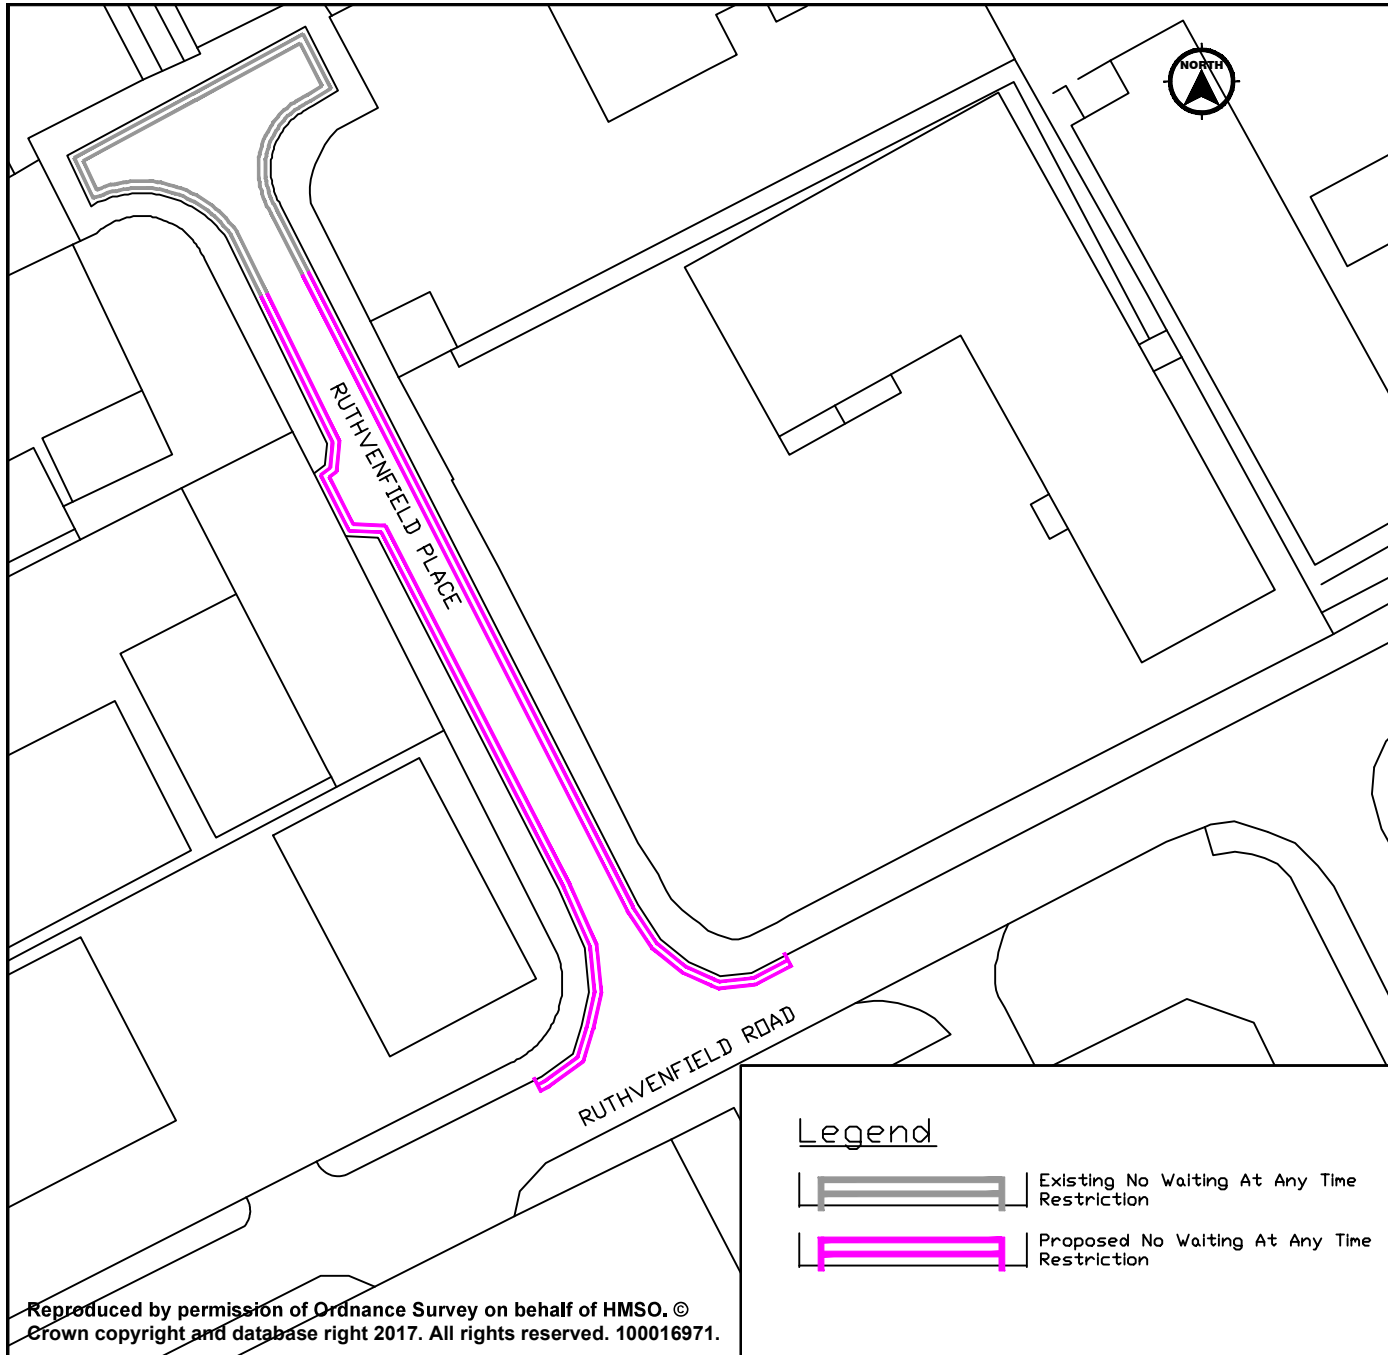 NORTH
RUTHVENFIELD PLACE
RUTHVENFIELD ROAD
Legend
Existing No Waiting At Any Time
Restriction
Proposed No Waiting At Any Time
Restriction
Reproduced by permission of Ordnance Survey on behalf of HMSO. ©
Crown copyright and database right 2017. All rights reserved. 100016971.